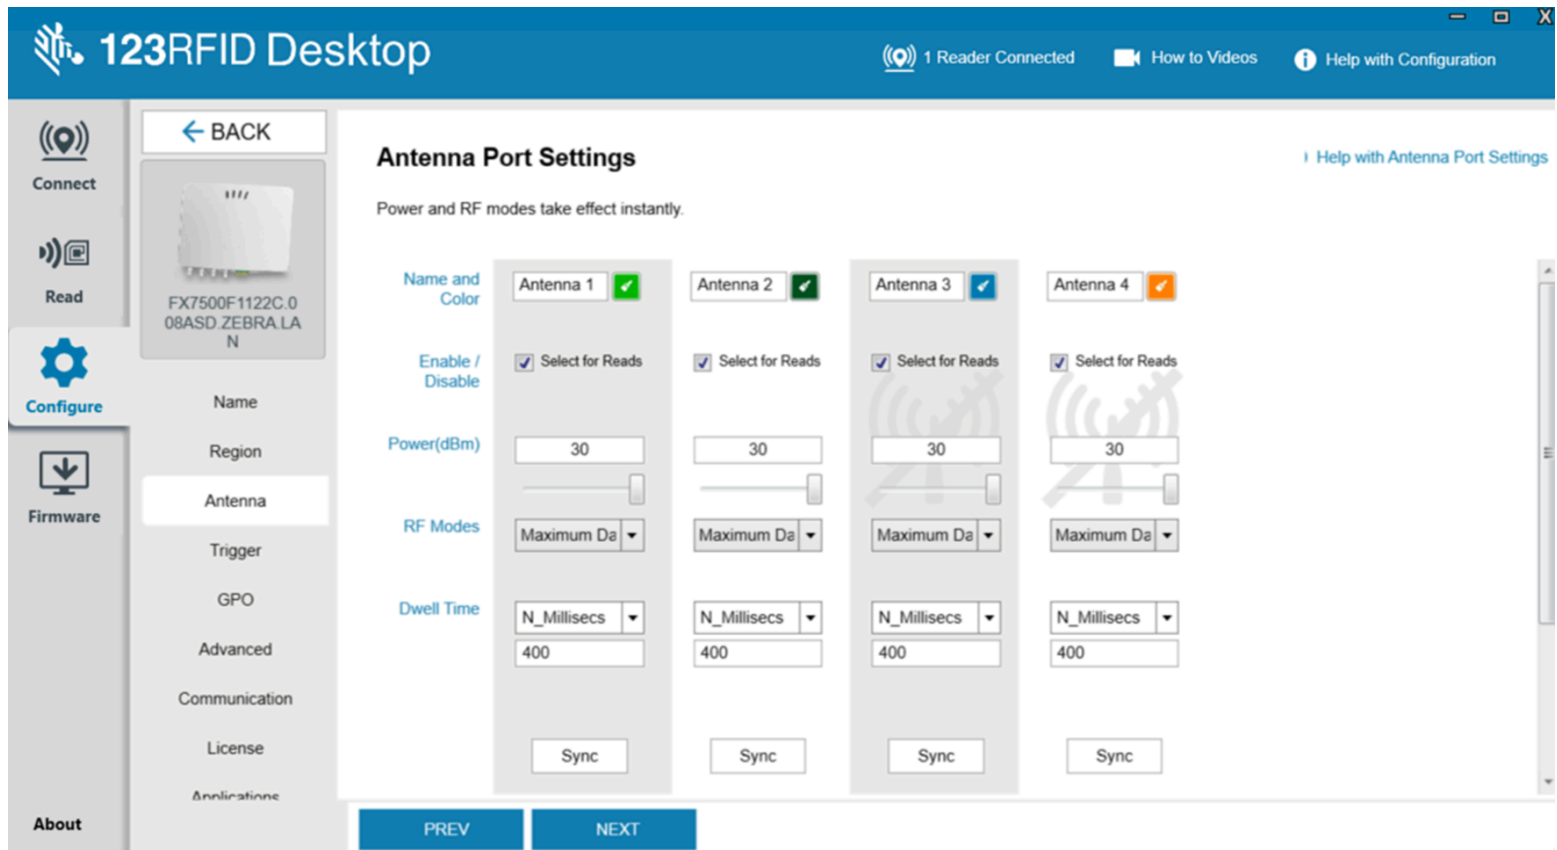 123RFID Desktop
1 Reader Connected
How to Videos
Help with Configuration
Connect
Read
Configure
Firmware
About
BACK
FX7500F1122C.0
08ASD.ZEBRA.LA
N
Name
Region
Antenna
Trigger
GPO
Advanced
Communication
License
Applications
Antenna Port Settings
Help with Antenna Port Settings
Power and RF modes take effect instantly.
Name and
Color
Antenna 1 Antenna 2 Antenna 3 Antenna 4
Enable /
Disable
Select for Reads Select for Reads Select for Reads Select for Reads
Power(dBm)
30 30 30 30
RF Modes
Maximum Da Maximum Da Maximum Da Maximum Da
Dwell Time
N_Millisecs N_Millisecs N_Millisecs N_Millisecs
400 400 400 400
Sync Sync Sync Sync
PREV NEXT